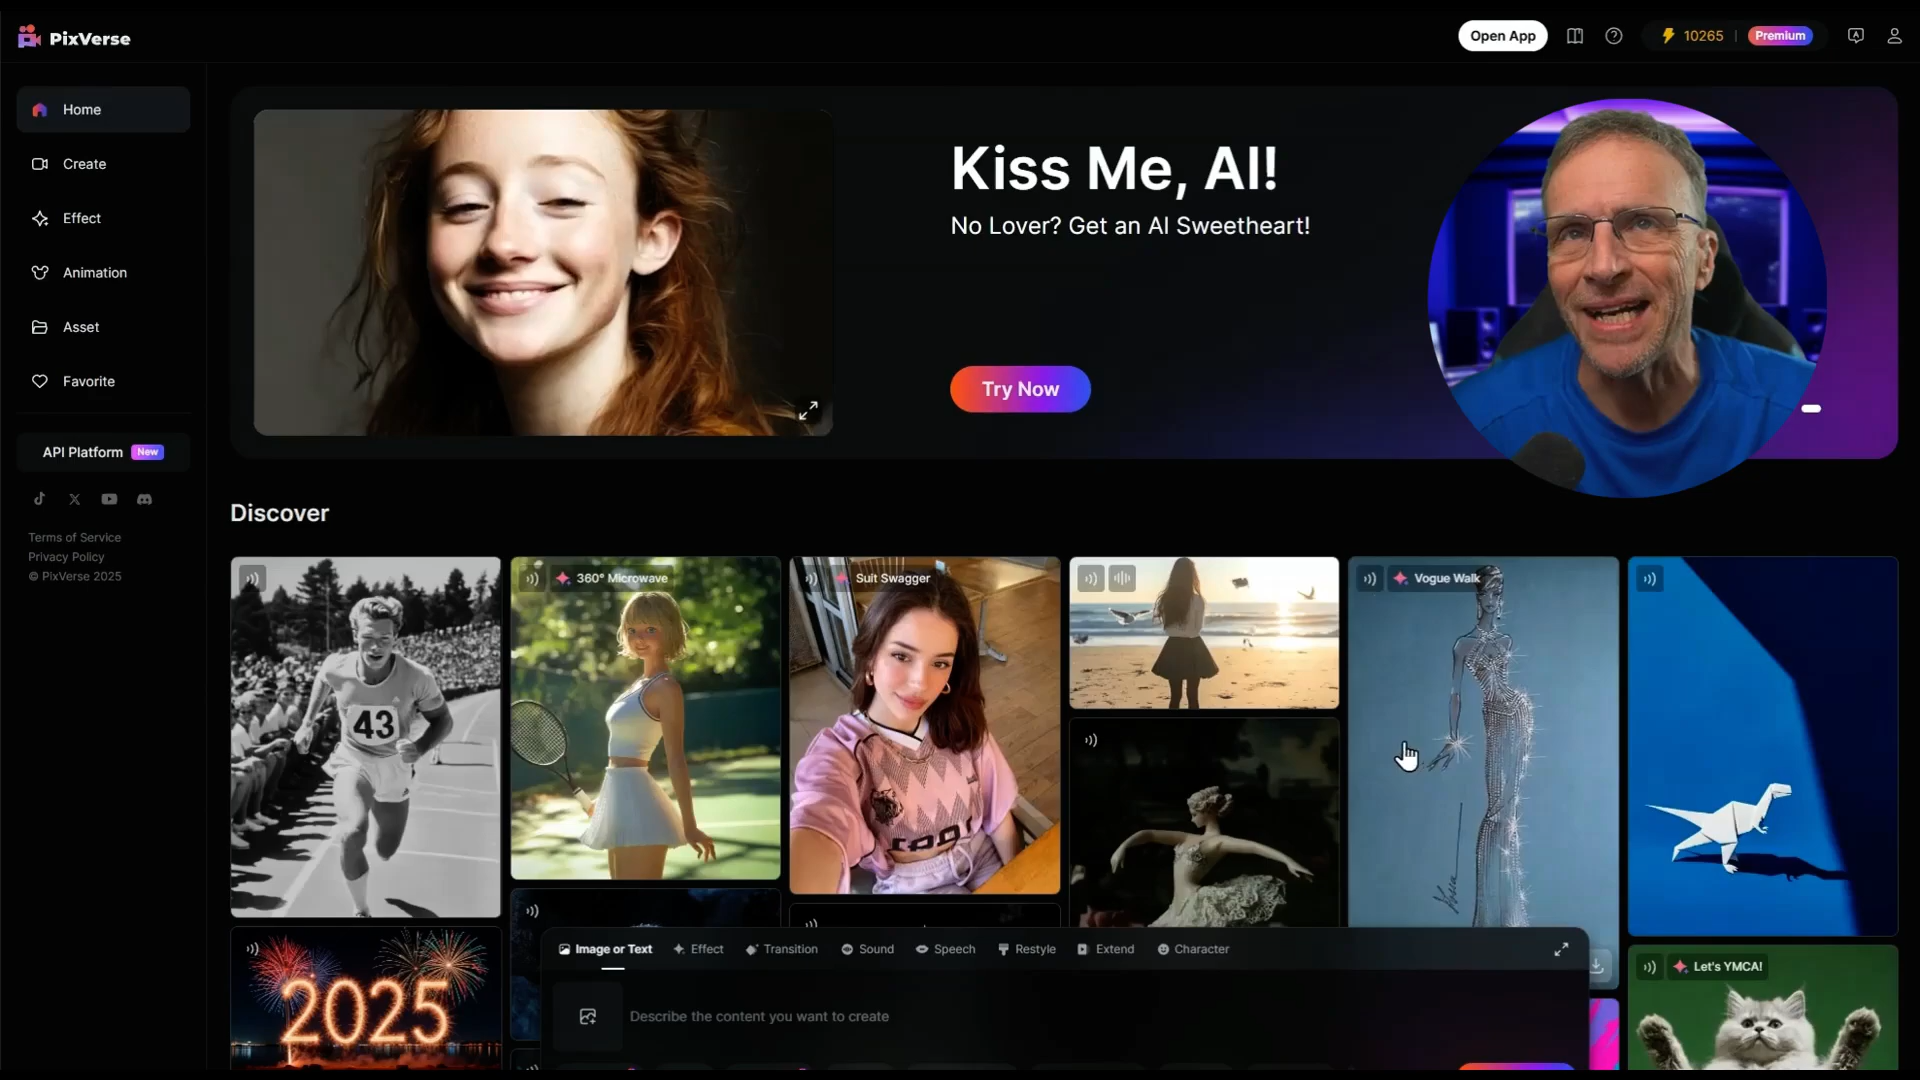 PixVerse
Open App
10265
Premium
Home
Create
Effect
Animation
Asset
Favorite
API Platform New
Terms of Service
Privacy Policy
© PixVerse 2025
Kiss Me, AI!
No Lover? Get an AI Sweetheart!
Try Now
Discover
43
360° Microwave
Suit Swagger
Vogue Walk
2025
Let's YMCA!
Image or Text
Effect
Transition
Sound
Speech
Restyle
Extend
Character
Describe the content you want to create